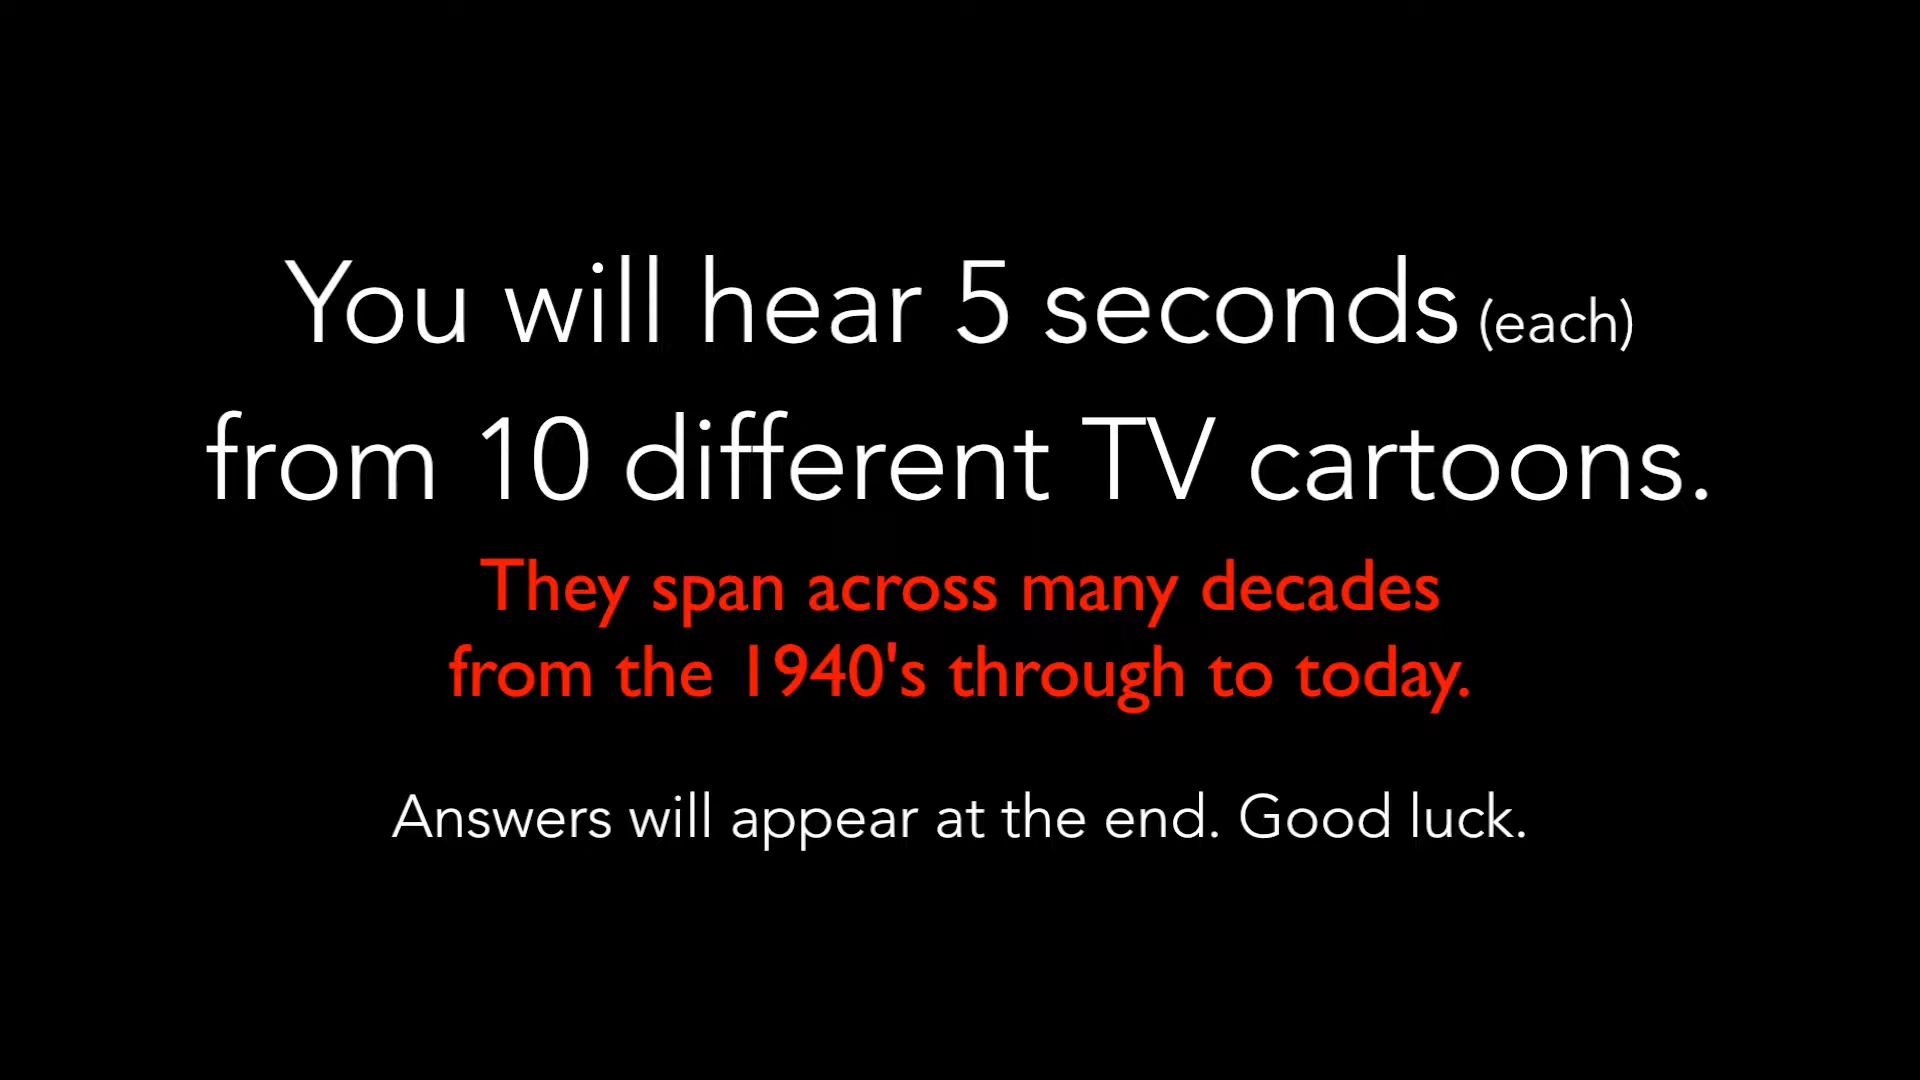 You will hear 5 seconds (each)
from 10 different TV cartoons.
They span across many decades
from the 1940's through to today.
Answers will appear at the end. Good luck.